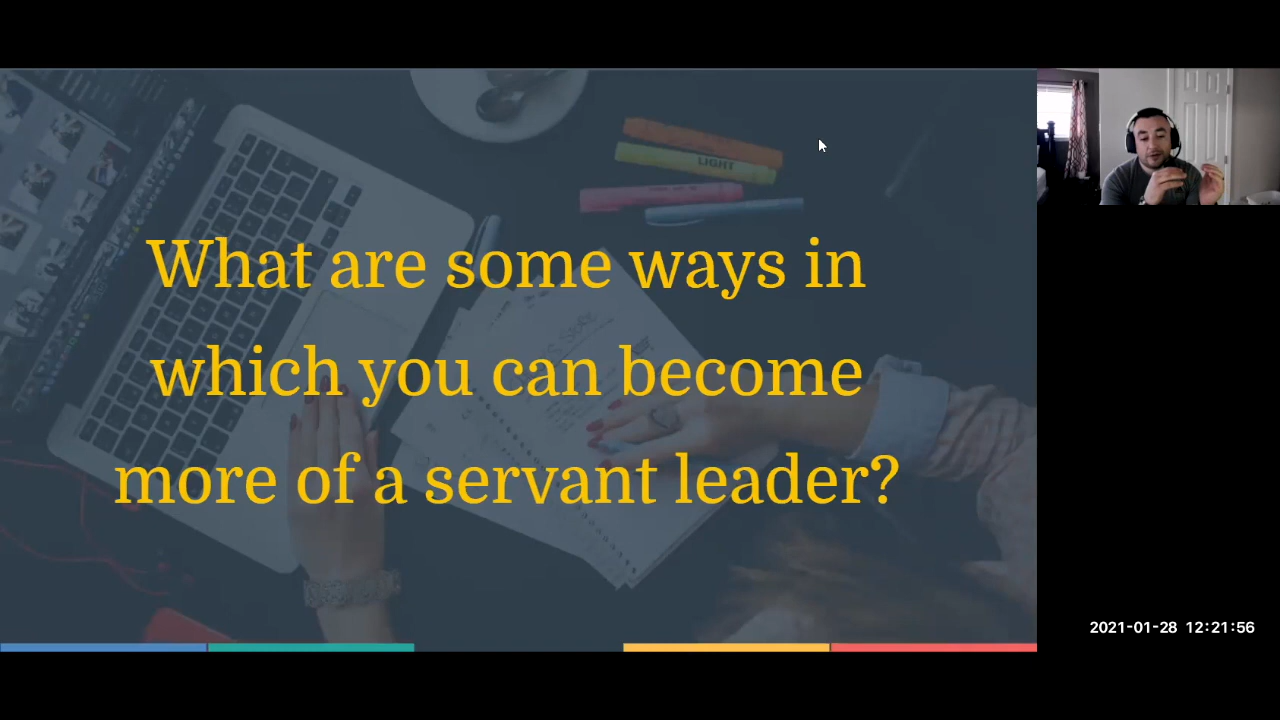 What are some ways in
which you can become
more of a servant leader?
LIGHT
2021-01-28 12:21:56